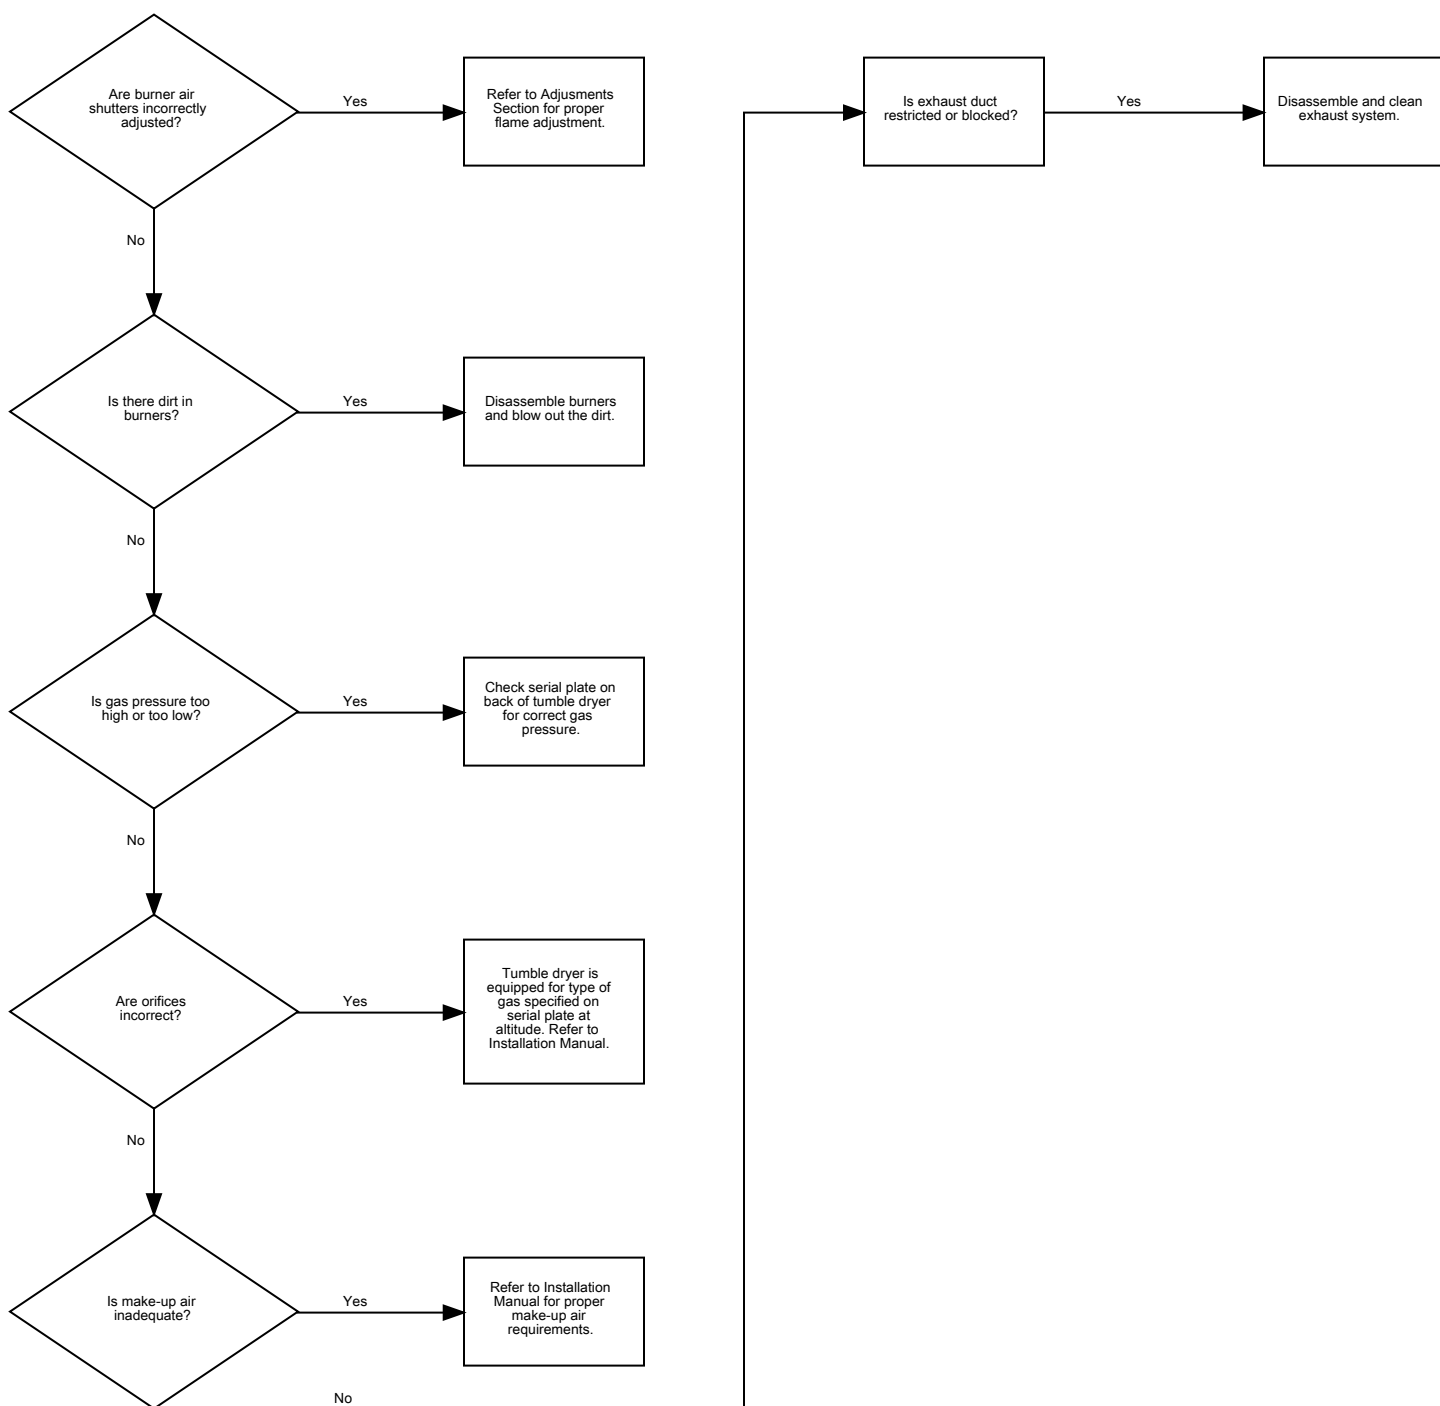 Are burner air
shutters incorrectly
adjusted?
Yes
Refer to Adjusments
Section for proper
flame adjustment.
No
Is there dirt in
burners?
Yes
Disassemble burners
and blow out the dirt.
No
Is gas pressure too
high or too low?
Yes
Check serial plate on
back of tumble dryer
for correct gas
pressure.
No
Are orifices
incorrect?
Yes
Tumble dryer is
equipped for type of
gas specified on
serial plate at
altitude. Refer to
Installation Manual.
No
Is make-up air
inadequate?
Yes
Refer to Installation
Manual for proper
make-up air
requirements.
No
Is exhaust duct
restricted or blocked?
Yes
Disassemble and clean
exhaust system.